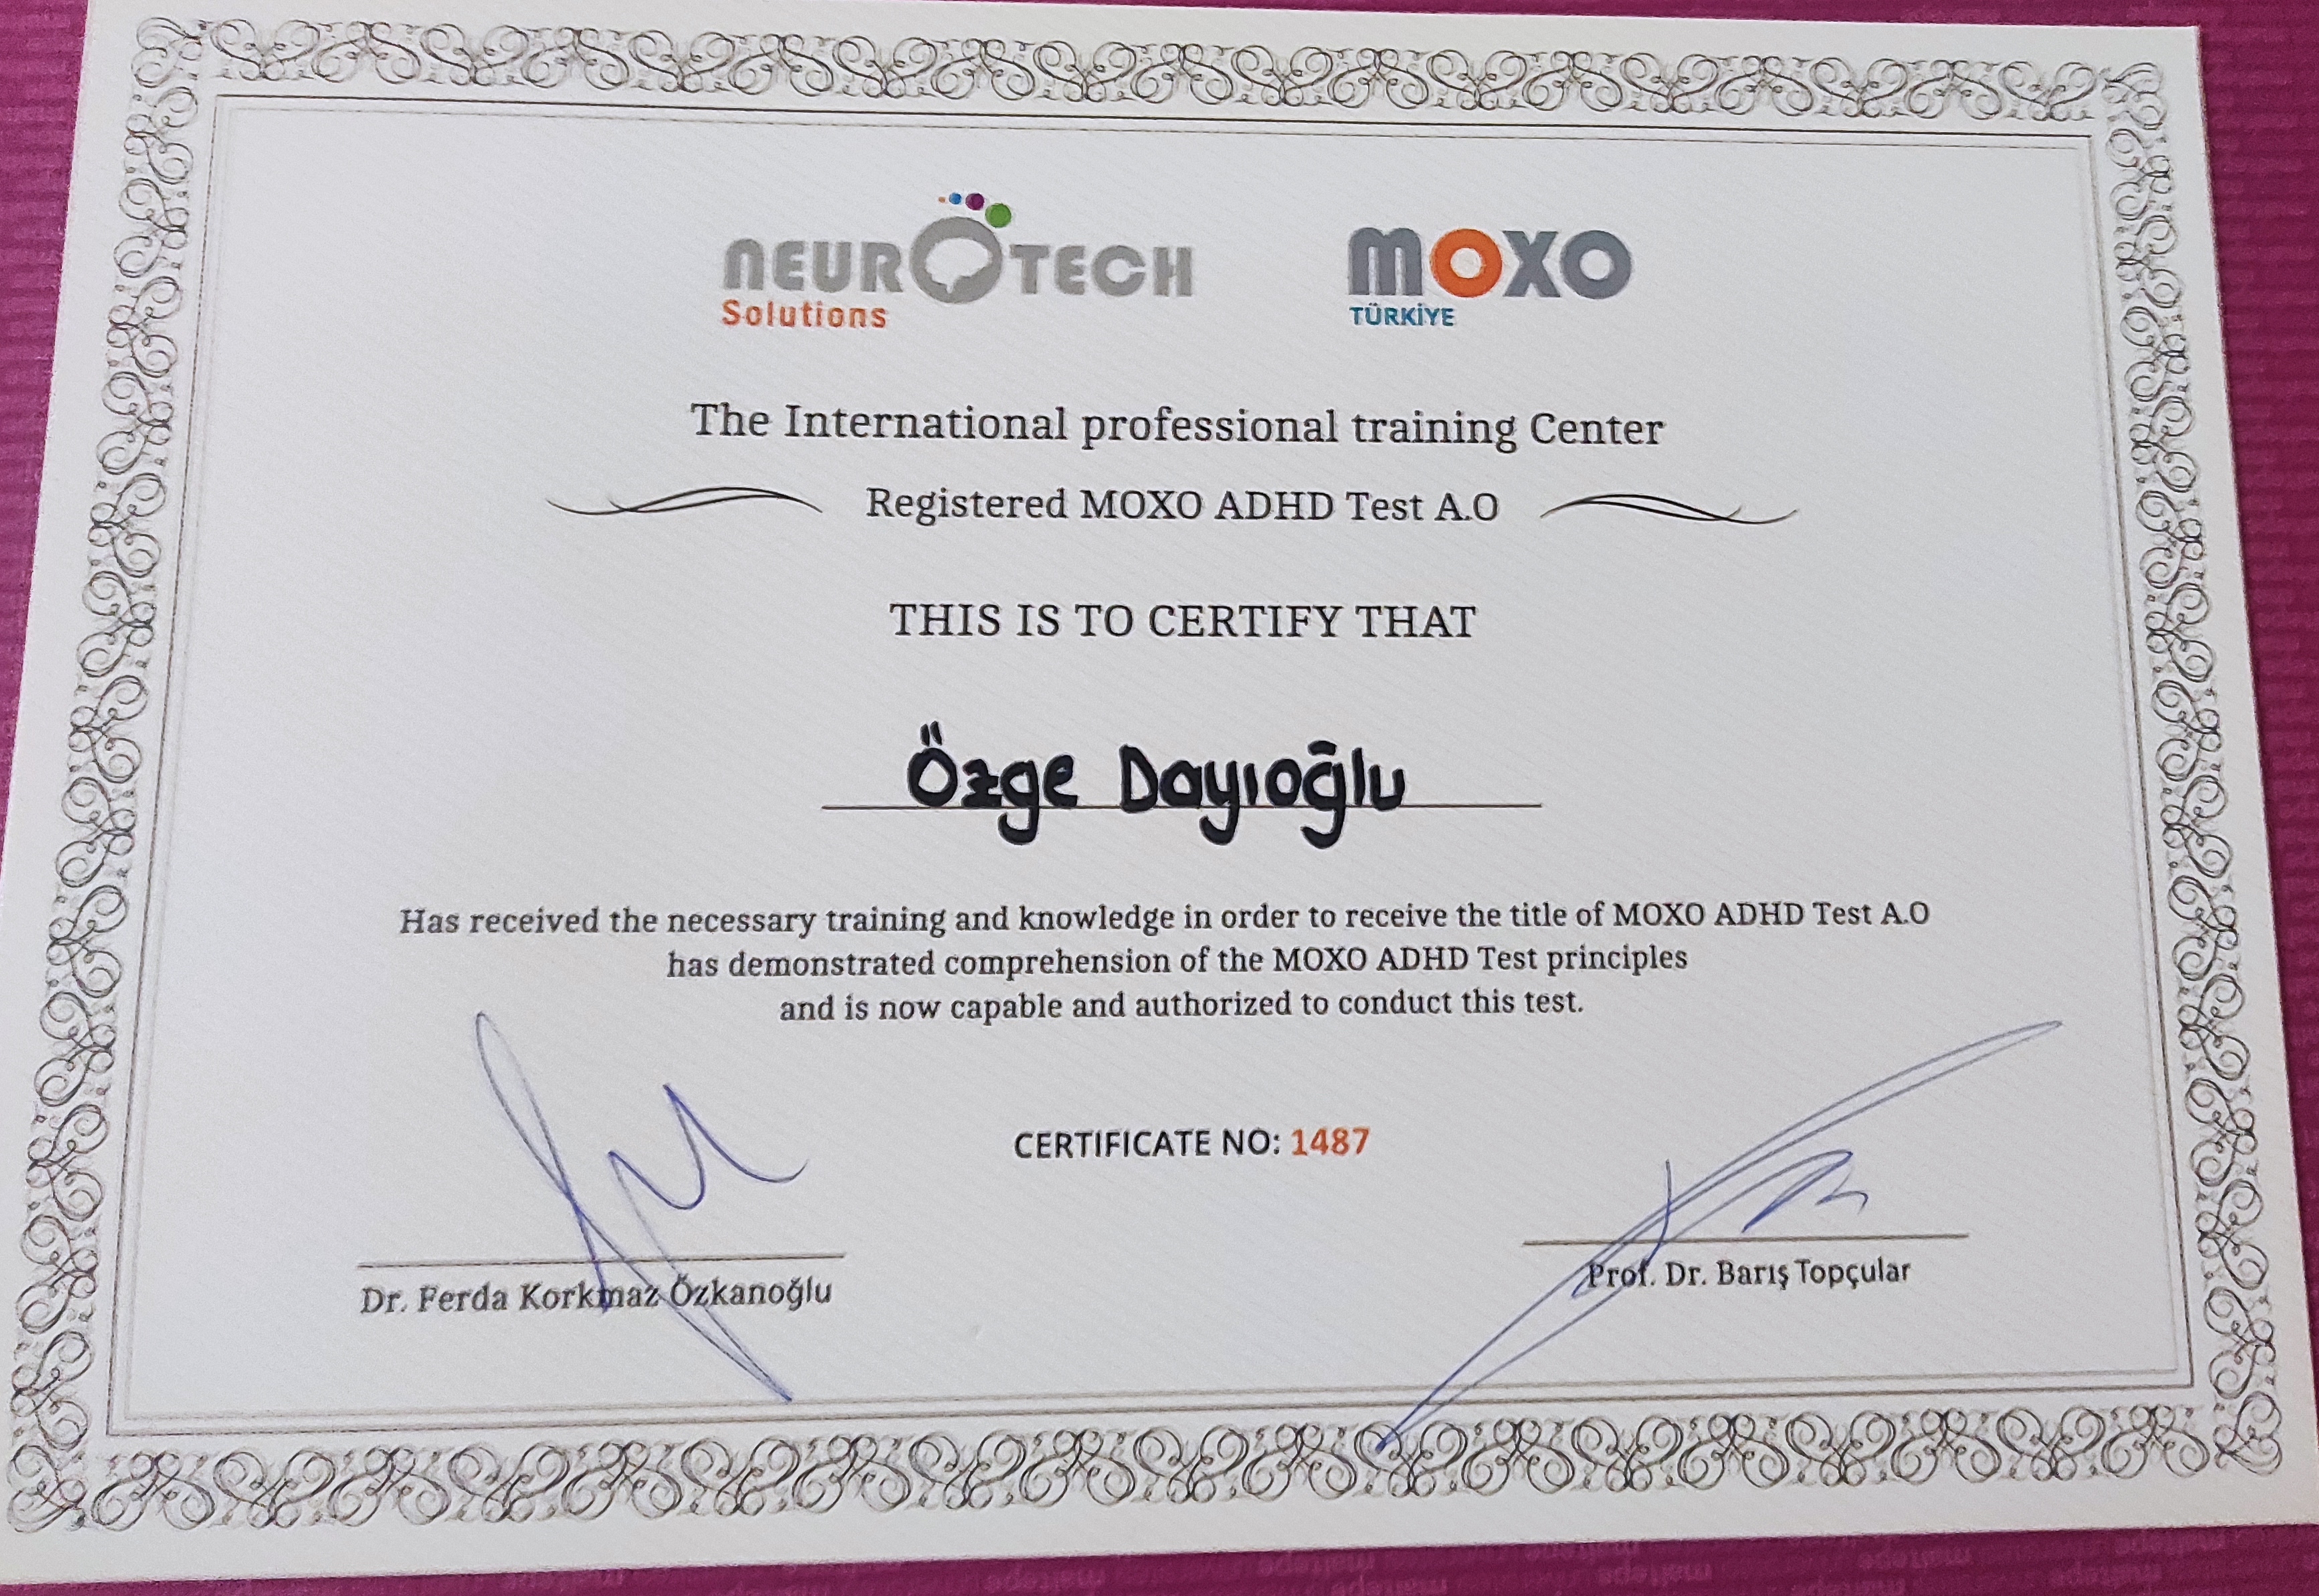 NEUROTECH
Solutions
MOXO
TÜRKİYE
The International professional training Center
Registered MOXO ADHD Test A.O
THIS IS TO CERTIFY THAT
Özge Dayıoğlu
Has received the necessary training and knowledge in order to receive the title of MOXO ADHD Test A.O
has demonstrated comprehension of the MOXO ADHD Test principles
and is now capable and authorized to conduct this test.
CERTIFICATE NO: 1487
Dr. Ferda Korkmaz Özkanoğlu
Prof. Dr. Barış Topçular